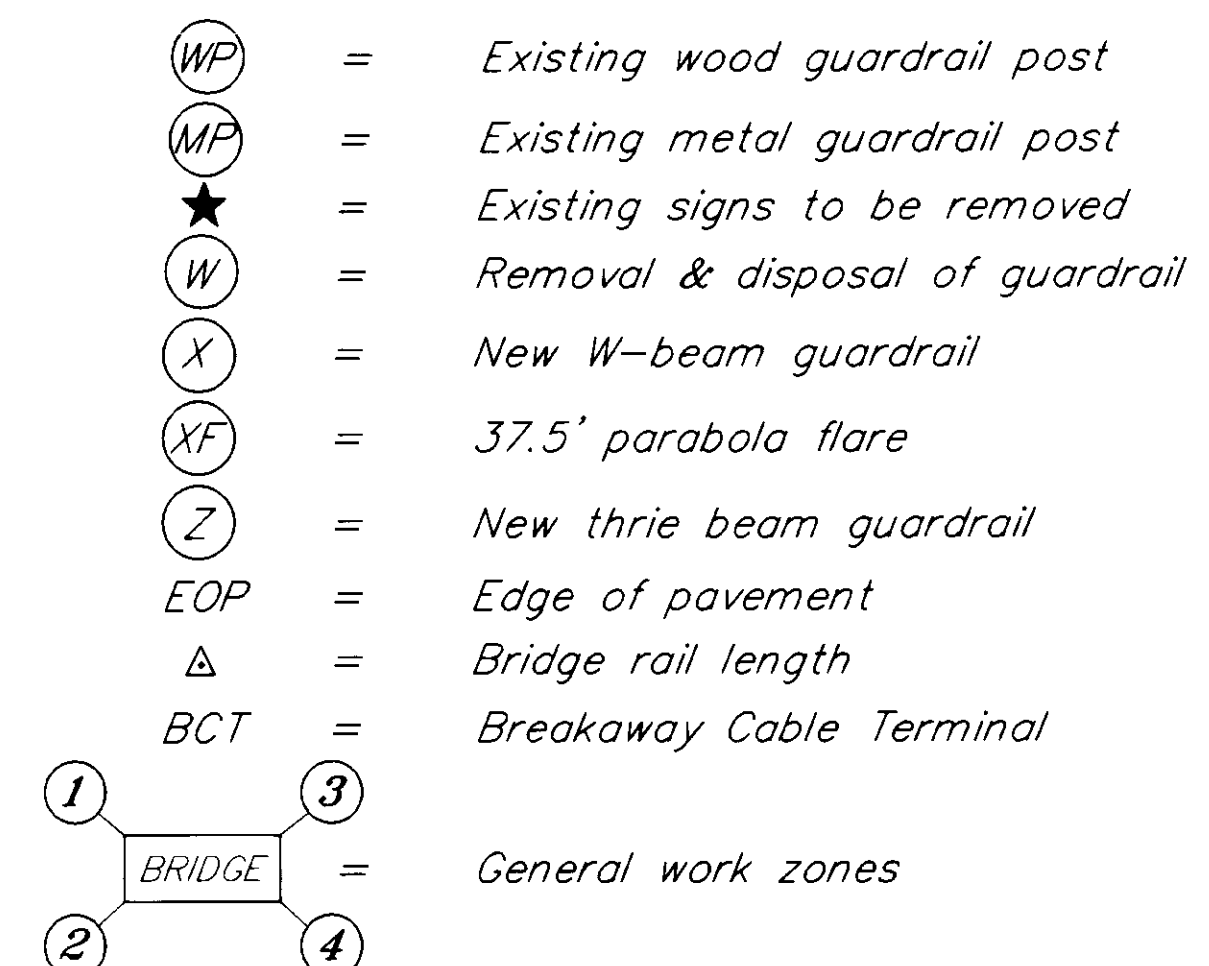 WP = Existing wood guardrail post
MP = Existing metal guardrail post
★ = Existing signs to be removed
W = Removal & disposal of guardrail
X = New W-beam guardrail
XF = 37.5' parabola flare
Z = New thrie beam guardrail
EOP = Edge of pavement
= Bridge rail length
BCT = Breakaway Cable Terminal
1 3
BRIDGE = General work zones
2 4